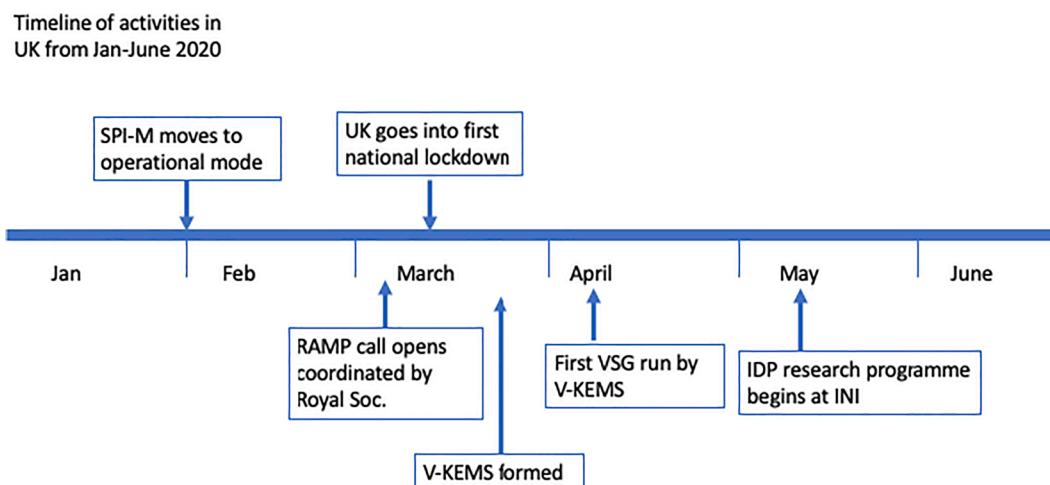 Timeline of activities in
UK from Jan-June 2020
SPI-M moves to
operational mode
UK goes into first
national lockdown
Jan
Feb
March
April
May
June
RAMP call opens
coordinated by
Royal Soc.
First VSG run by
V-KEMS
IDP research programme
begins at INI
V-KEMS formed